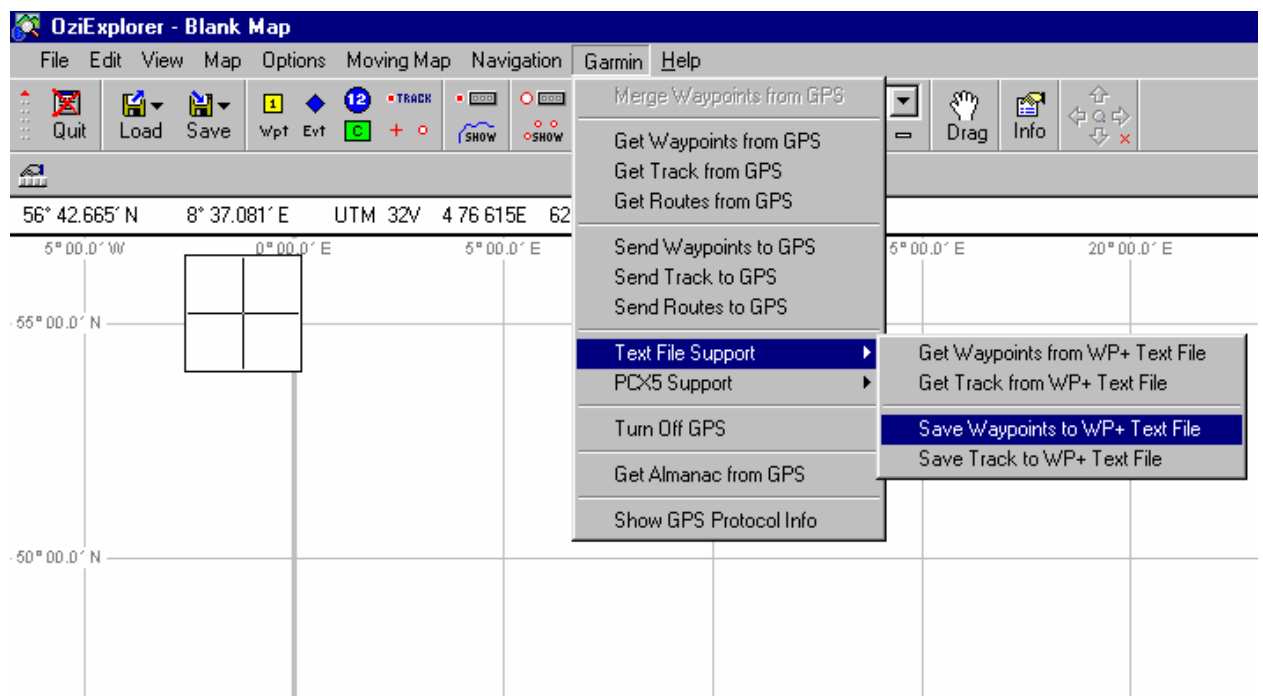 OziExplorer - Blank Map
File Edit View Map Options Moving Map Navigation Garmin Help
Quit Load Save 1 Wpt Evt 12 C TRACK SHOW SHOW Drag Info Q
56° 42.665´ N 8° 37.081´ E UTM 32V 4 76 615E 62
5° 00.0´ W 0° 00.0´ E 5° 00.0´ E 5° 00.0´ E 20° 00.0´ E
55° 00.0´ N
50° 00.0´ N
Merge Waypoints from GPS
Get Waypoints from GPS
Get Track from GPS
Get Routes from GPS
Send Waypoints to GPS
Send Track to GPS
Send Routes to GPS
Text File Support
PCX5 Support
Turn Off GPS
Get Almanac from GPS
Show GPS Protocol Info
Get Waypoints from WP+ Text File
Get Track from WP+ Text File
Save Waypoints to WP+ Text File
Save Track to WP+ Text File